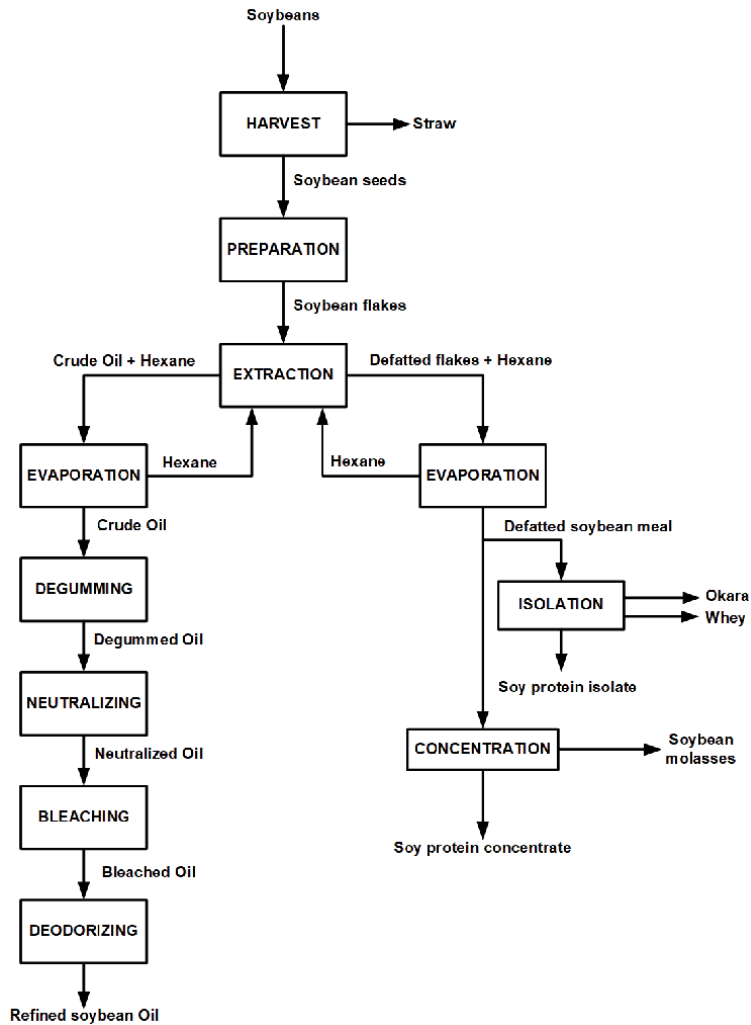 Soybeans
HARVEST
Straw
Soybean seeds
PREPARATION
Soybean flakes
Crude Oil + Hexane
EXTRACTION
Defatted flakes + Hexane
EVAPORATION
Hexane
Hexane
EVAPORATION
Crude Oil
Defatted soybean meal
DEGUMMING
ISOLATION
Okara
Whey
Degummed Oil
Soy protein isolate
NEUTRALIZING
Neutralized Oil
CONCENTRATION
Soybean
molasses
BLEACHING
Soy protein concentrate
Bleached Oil
DEODORIZING
Refined soybean Oil